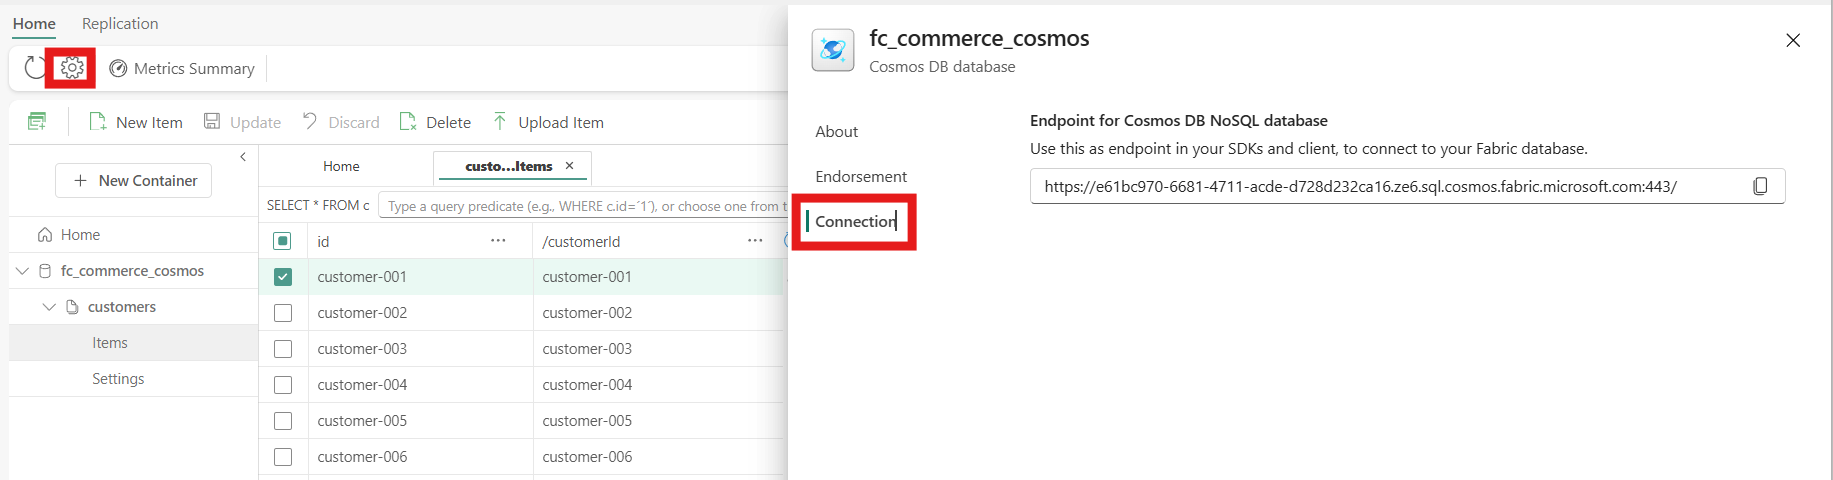 Home Replication
Metrics Summary
New Item Update Discard Delete Upload Item
New Container
Home
fc_commerce_cosmos
customers
Items
Settings
Home custo...Items
SELECT * FROM c Type a query predicate (e.g., WHERE c.id=´1´), or choose one from t
id ... /customerId ...
customer-001 customer-001
customer-002 customer-002
customer-003 customer-003
customer-004 customer-004
customer-005 customer-005
customer-006 customer-006
fc_commerce_cosmos
Cosmos DB database
About
Endorsement
Connection
Endpoint for Cosmos DB NoSQL database
Use this as endpoint in your SDKs and client, to connect to your Fabric database.
https://e61bc970-6681-4711-acde-d728d232ca16.ze6.sql.cosmos.fabric.microsoft.com:443/